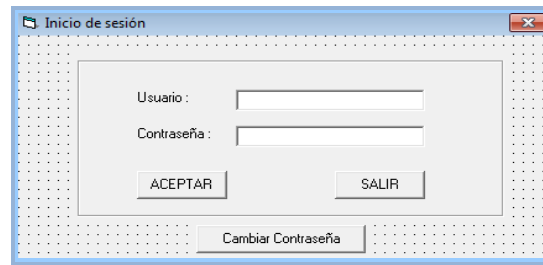 Inicio de sesión
Usuario :
Contraseña :
ACEPTAR SALIR
Cambiar Contraseña